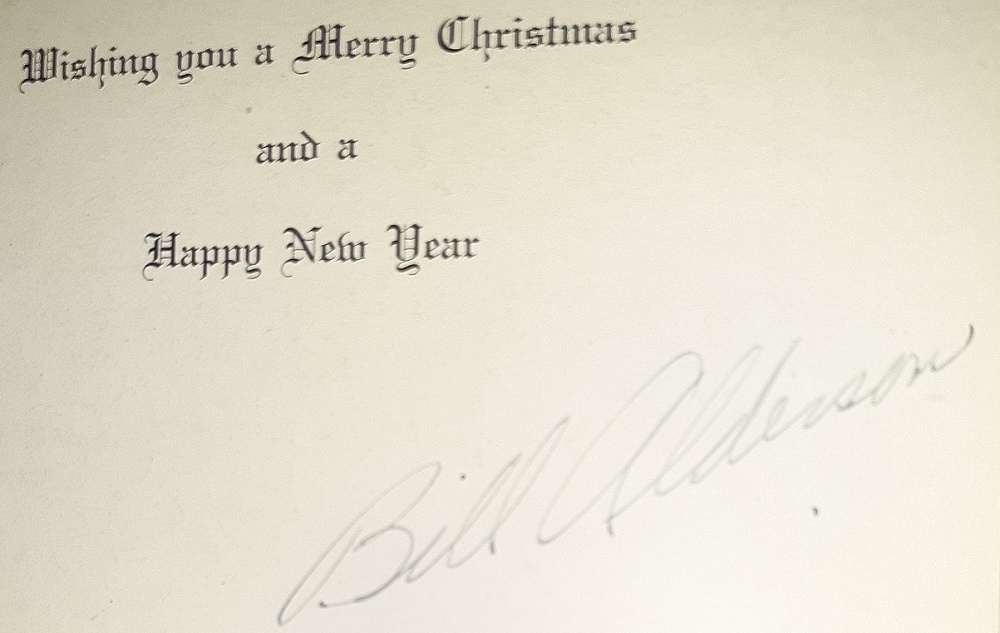 Wishing you a Merry Christmas
and a
Happy New Year
Bill Alderson